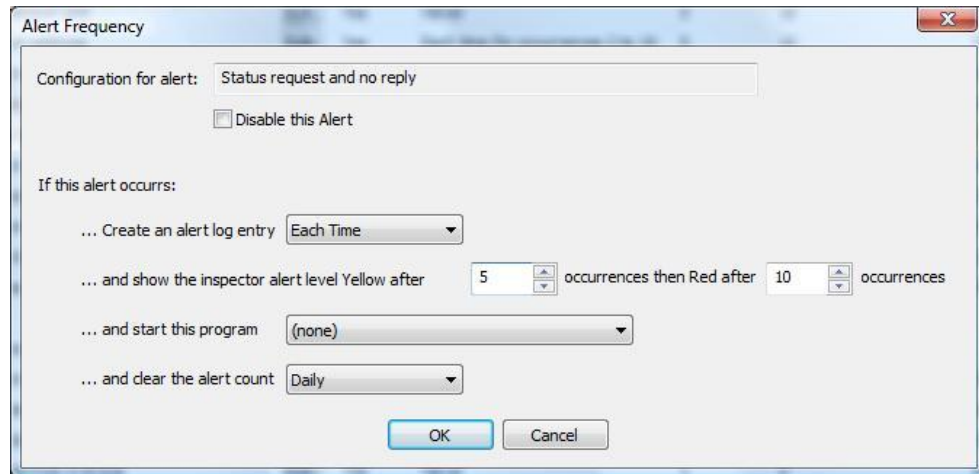 Alert Frequency
Configuration for alert: Status request and no reply
Disable this Alert
If this alert occurrs:
... Create an alert log entry Each Time
... and show the inspector alert level Yellow after 5 occurrences then Red after 10 occurrences
... and start this program (none)
... and clear the alert count Daily
OK Cancel